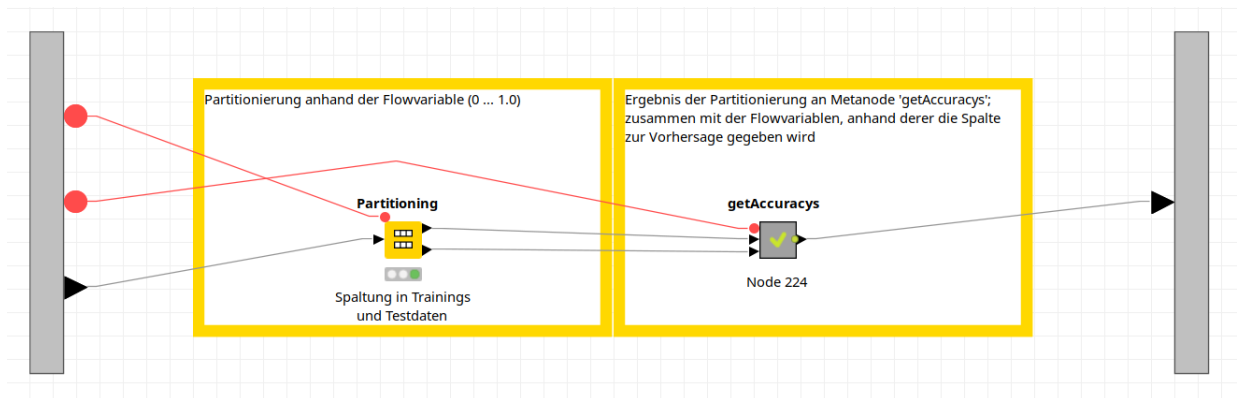 Partitionierung anhand der Flowvariable (0 ... 1.0)
Ergebnis der Partitionierung an Metanode 'getAccuracys';
zusammen mit der Flowvariablen, anhand derer die Spalte
zur Vorhersage gegeben wird
Partitioning
getAccuracys
Spaltung in Trainings
und Testdaten
Node 224